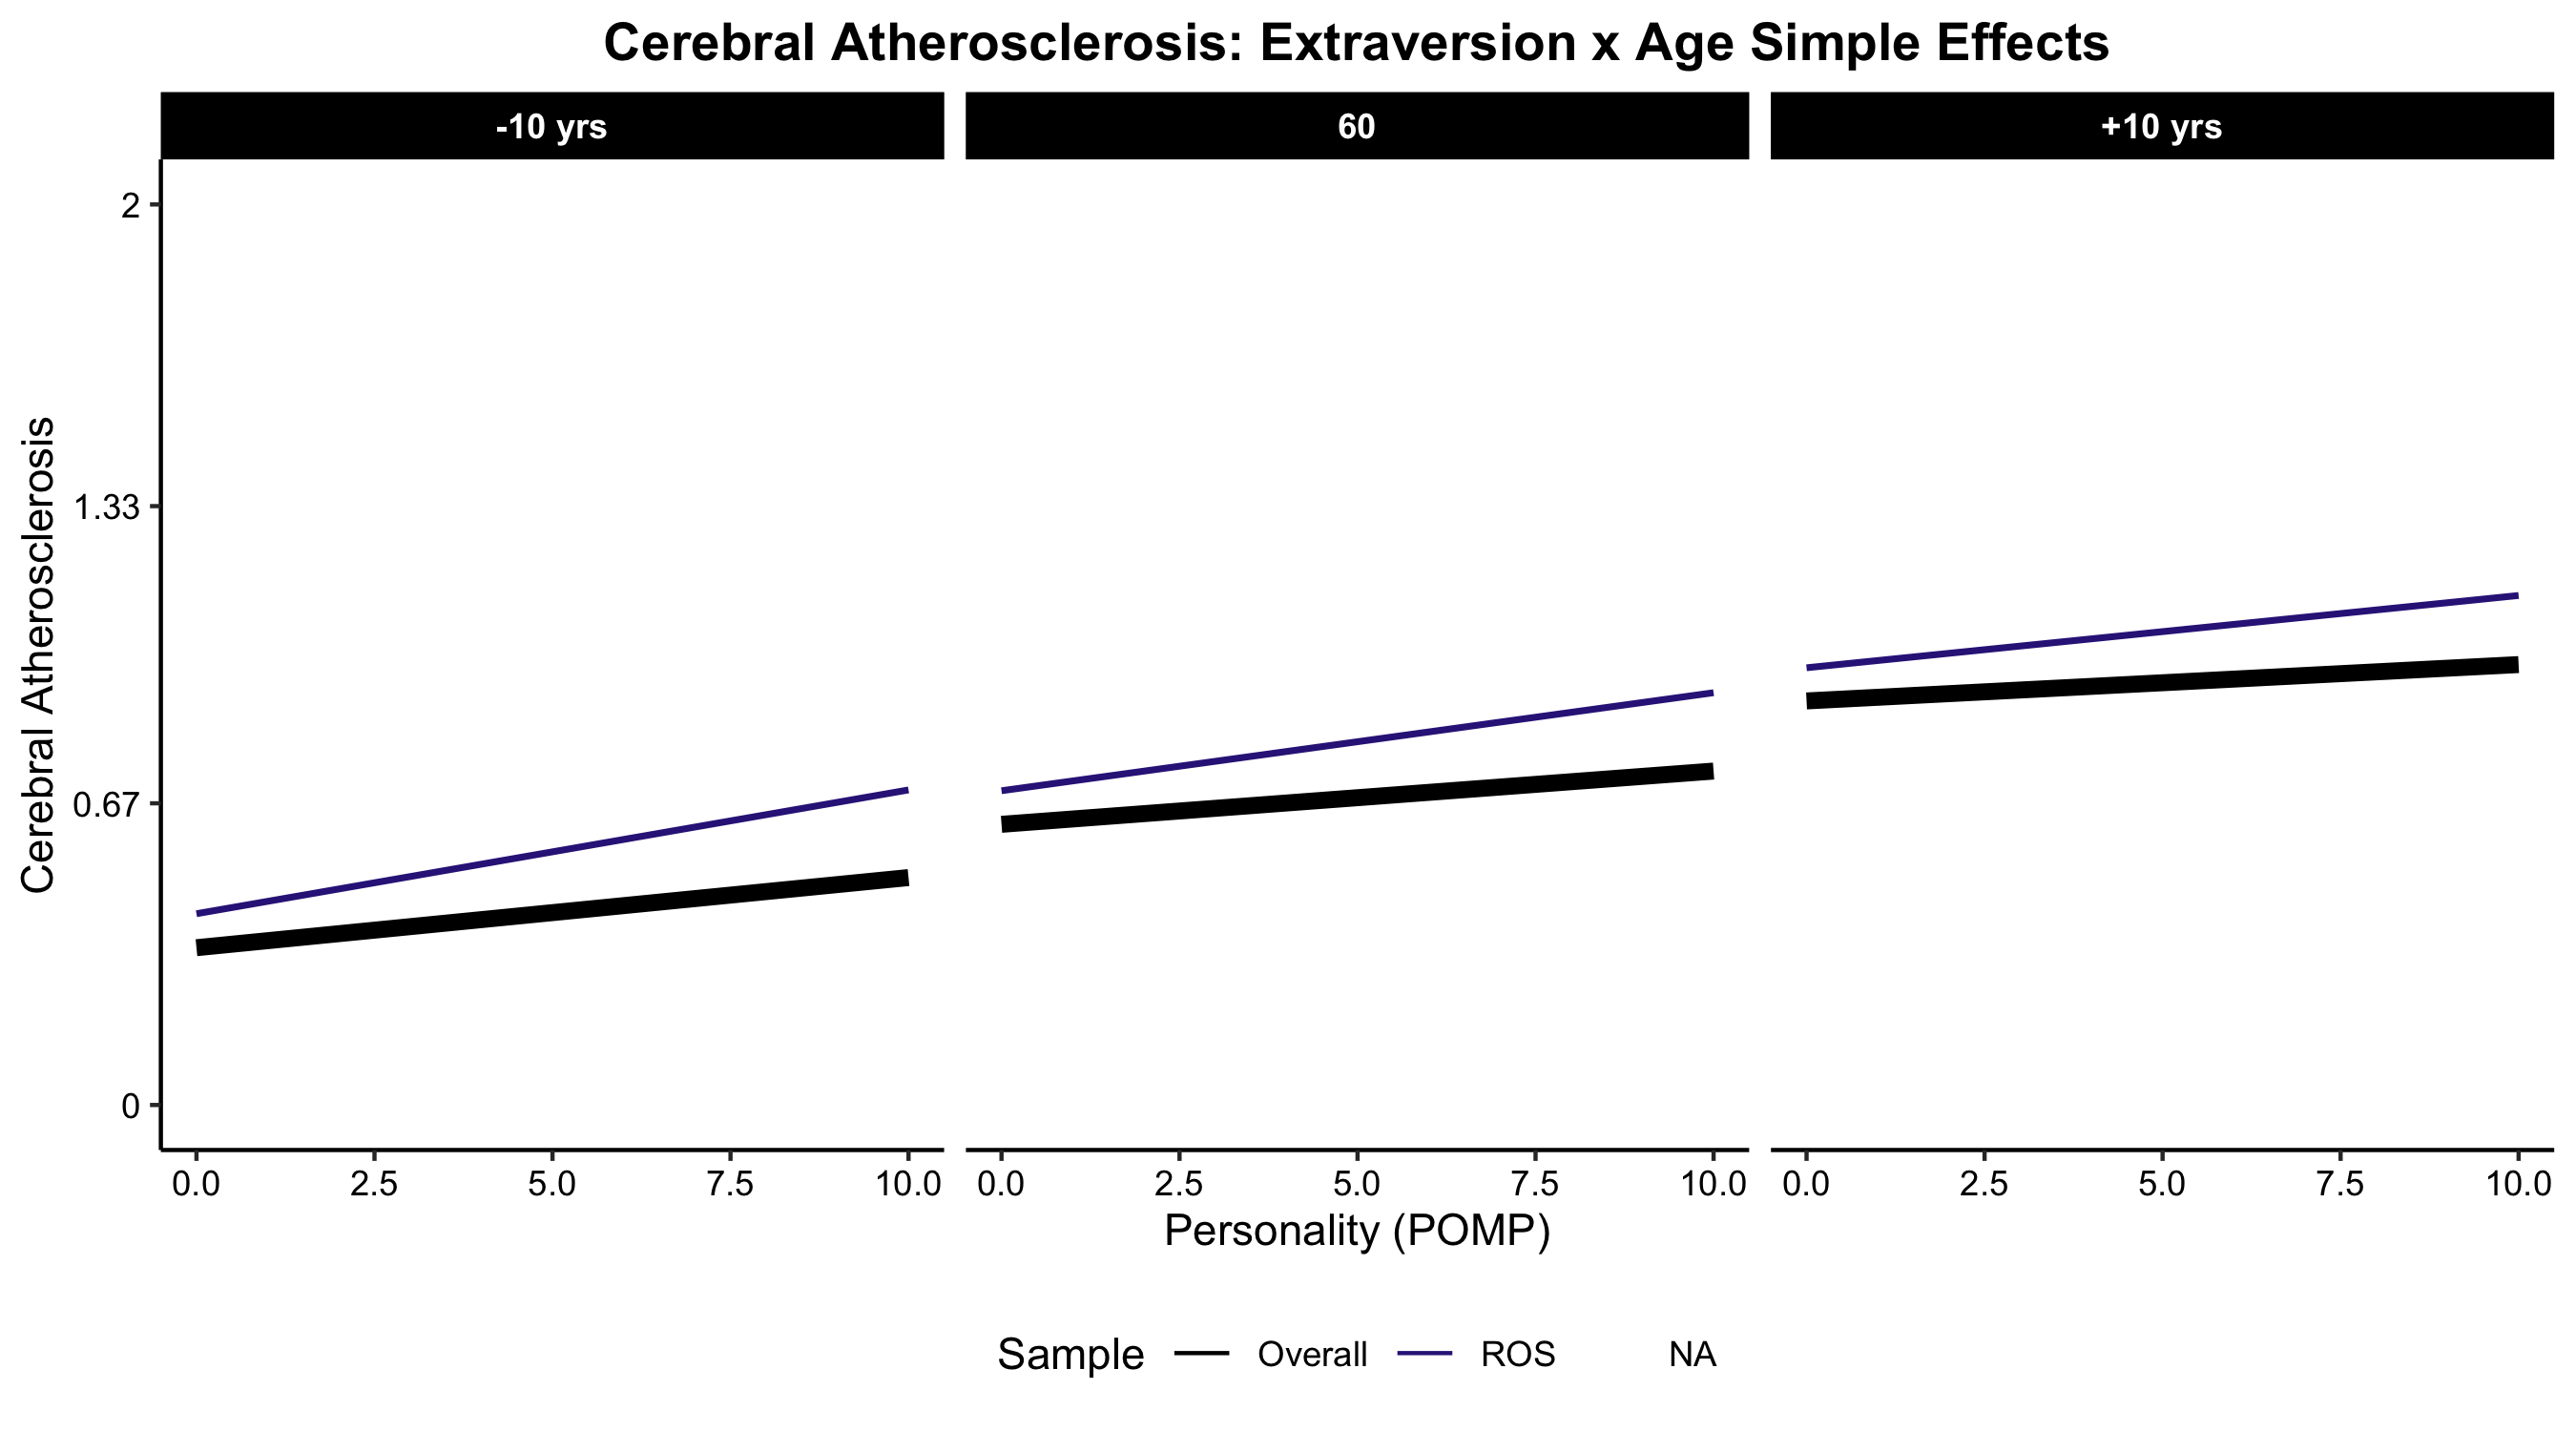 Cerebral Atherosclerosis: Extraversion x Age Simple Effects
-10 yrs 60 +10 yrs
Cerebral Atherosclerosis
2
1.33
0.67
0
0.0 2.5 5.0 7.5 10.0 0.0 2.5 5.0 7.5 10.0 0.0 2.5 5.0 7.5 10.0
Personality (POMP)
Sample Overall ROS NA